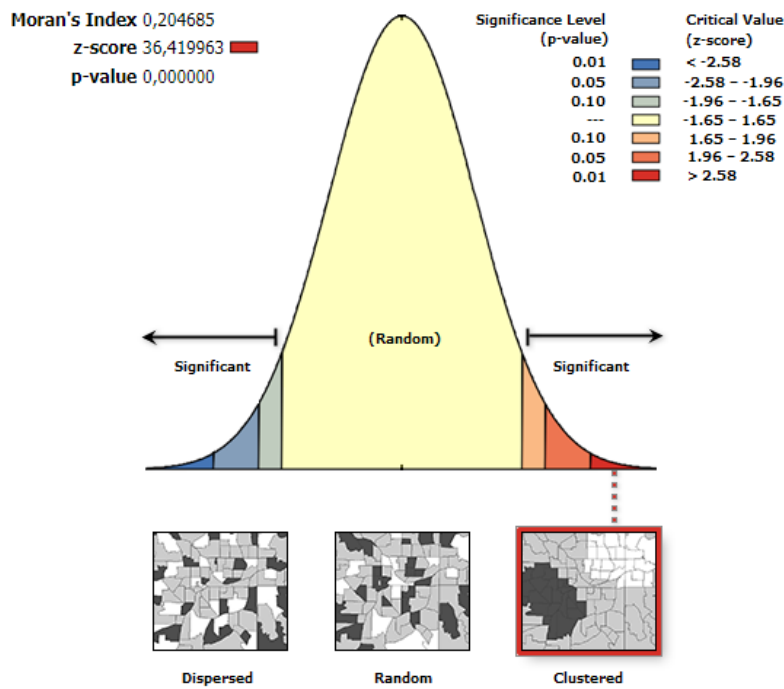 Moran's Index 0,204685
z-score 36,419963
p-value 0,000000
Significance Level Critical Value
(p-value) (z-score)
0.01 < -2.58
0.05 -2.58 – -1.96
0.10 -1.96 – -1.65
--- -1.65 – 1.65
0.10 1.65 – 1.96
0.05 1.96 – 2.58
0.01 > 2.58
(Random)
Significant Significant
Dispersed Random Clustered